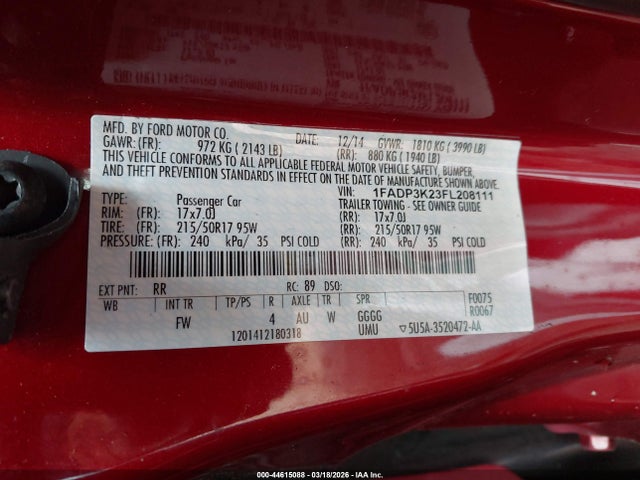 MFD. BY FORD MOTOR CO. DATE: 12/14 GVWR: 1810 KG ( 3990 LB)
GAWR: (FR): 972 KG ( 2143 LB) (RR): 880 KG ( 1940 LB)
THIS VEHICLE CONFORMS TO ALL APPLICABLE FEDERAL MOTOR VEHICLE SAFETY, BUMPER,
AND THEFT PREVENTION STANDARDS IN EFFECT ON THE DATE OF MANUFACTURE SHOWN ABOVE.
VIN: 1FADP3K23FL208111
TYPE: Passenger Car TRAILER TOWING - SEE OWNER GUIDE
RIM: (FR): 17x7.0J (RR): 17x7.0J
TIRE: (FR): 215/50R17 95W (RR): 215/50R17 95W
PRESSURE: (FR): 240 kPa/ 35 PSI COLD (RR): 240 kPa/ 35 PSI COLD
EXT PNT: RR RC: 89 DSO:
WB INT TR TP/PS R AXLE TR SPR F0075
FW 4 AU W GGGG R0067
UMU
1201412180318 5U5A-3520472-AA
000-44615088 - 03/18/2026 - IAA Inc.